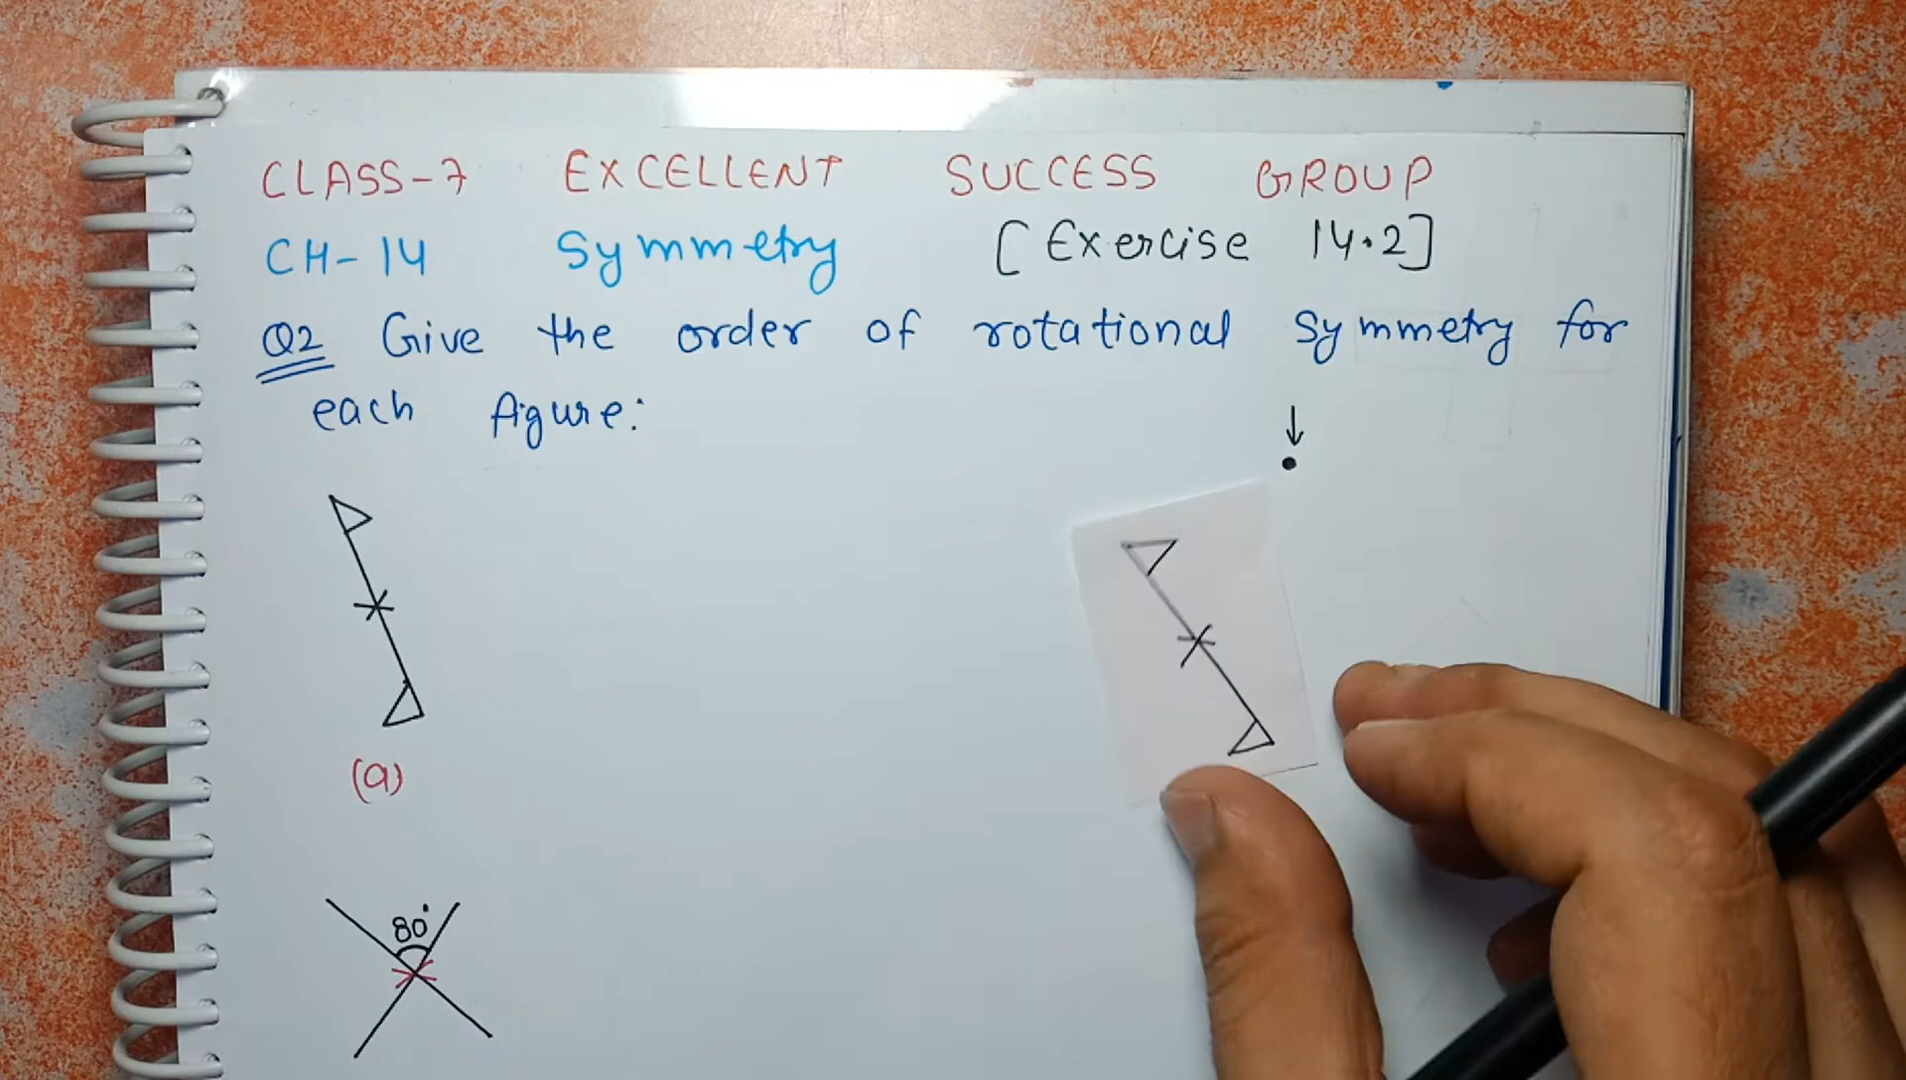 CLASS-7 EXCELLENT SUCCESS GROUP
CH-14 Symmetry [Exercise 14.2]
Q2 Give the order of rotational Symmetry for
each figure:
(a)
80°